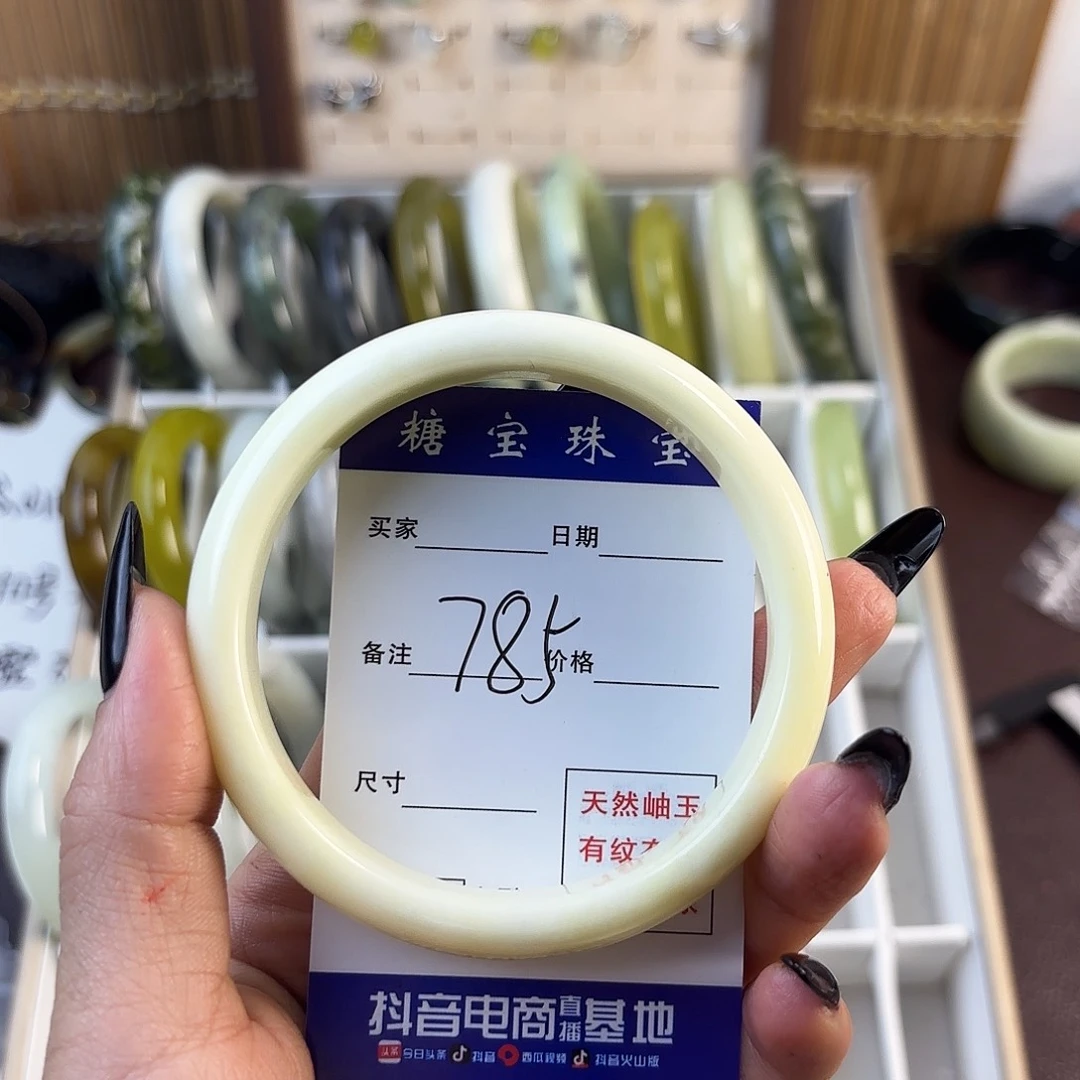 糖宝珠宝
买家 日期
785
备注 价格
尺寸
天然岫玉
有纹
抖音电商直播基地
今日头条 抖音 西瓜视频 抖音火山版